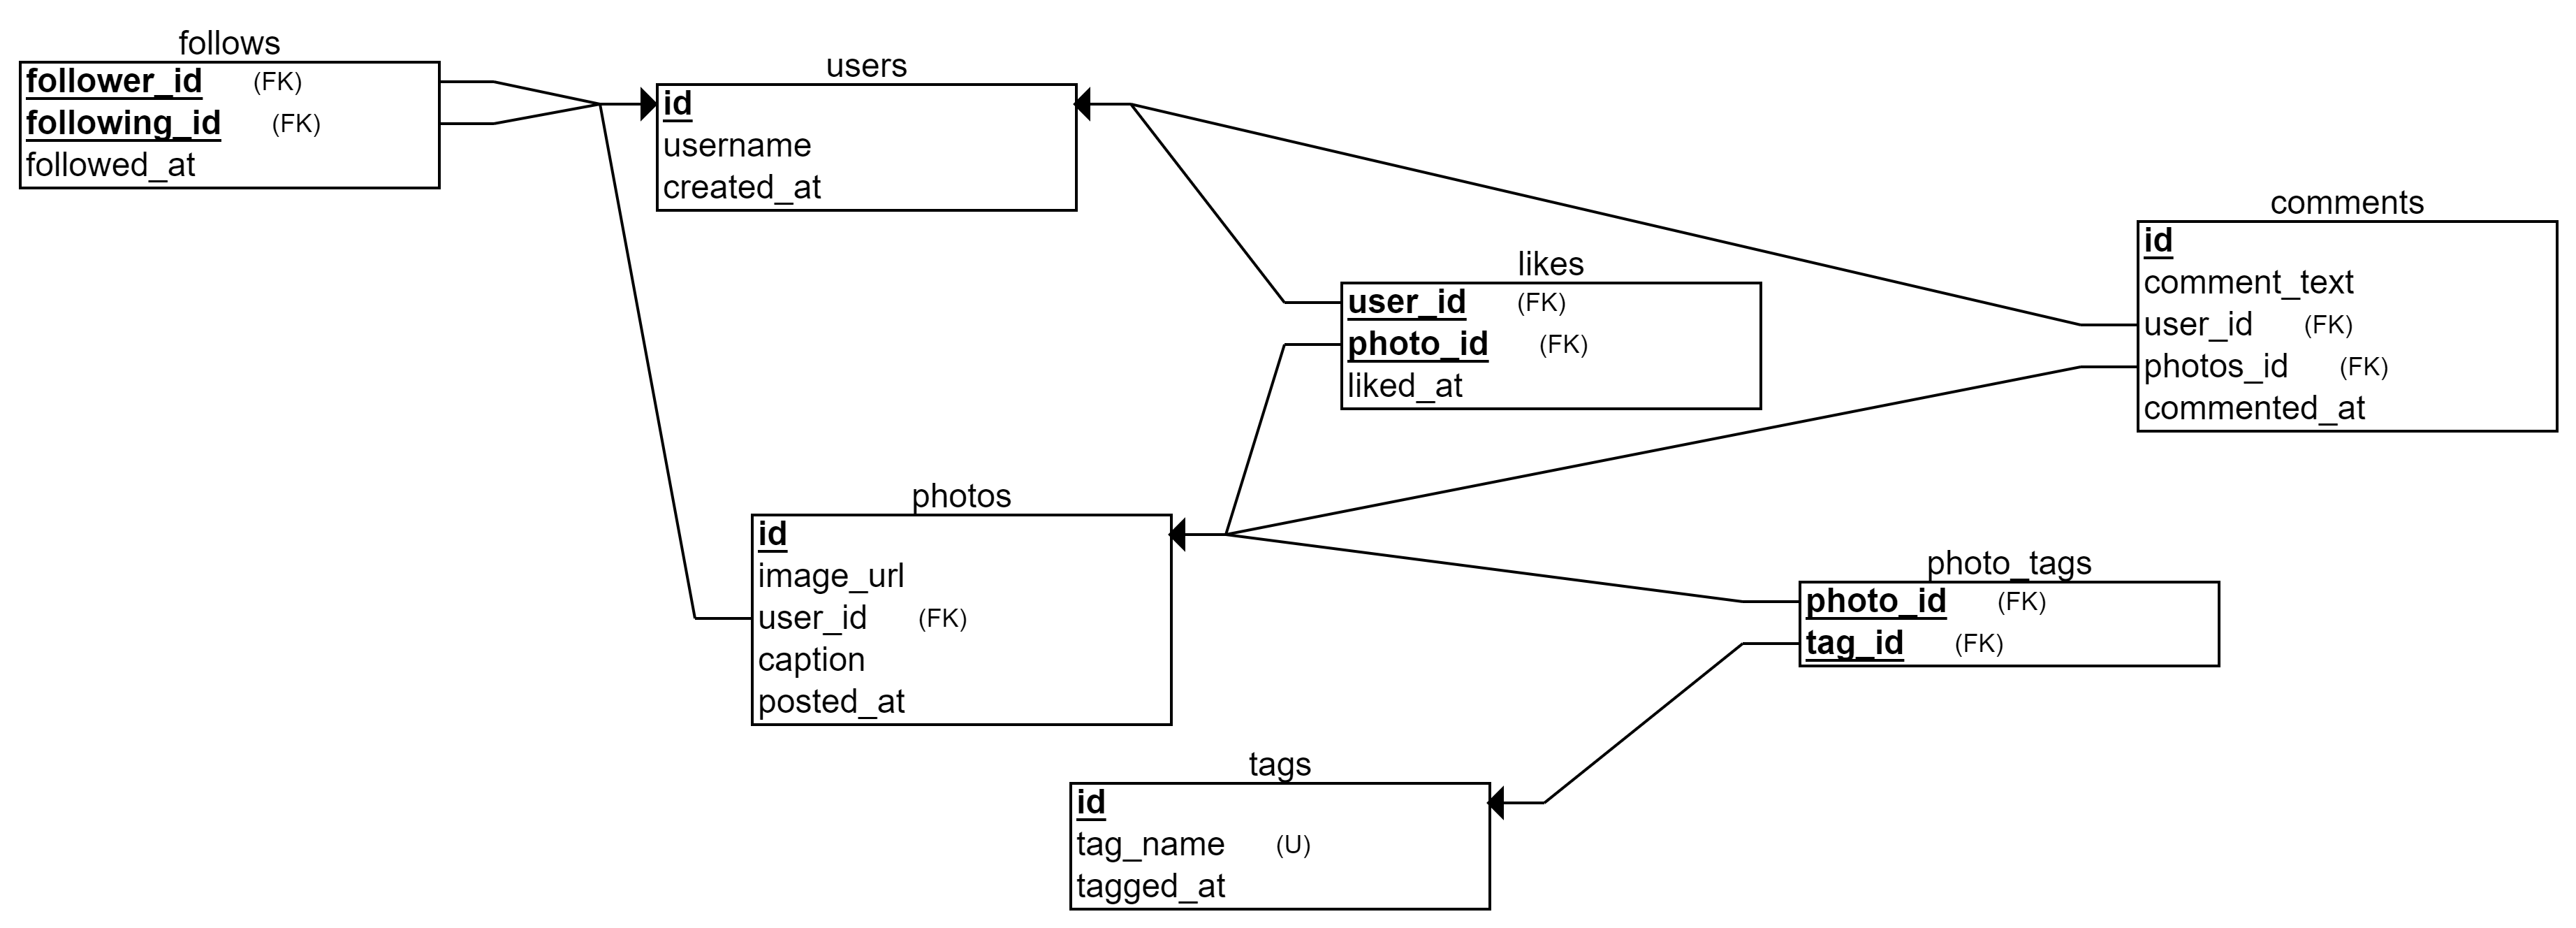 follows
follower_id (FK)
following_id (FK)
followed_at
users
id
username
created_at
comments
id
comment_text
user_id (FK)
photos_id (FK)
commented_at
likes
user_id (FK)
photo_id (FK)
liked_at
photos
id
image_url
user_id (FK)
caption
posted_at
photo_tags
photo_id (FK)
tag_id (FK)
tags
id
tag_name (U)
tagged_at